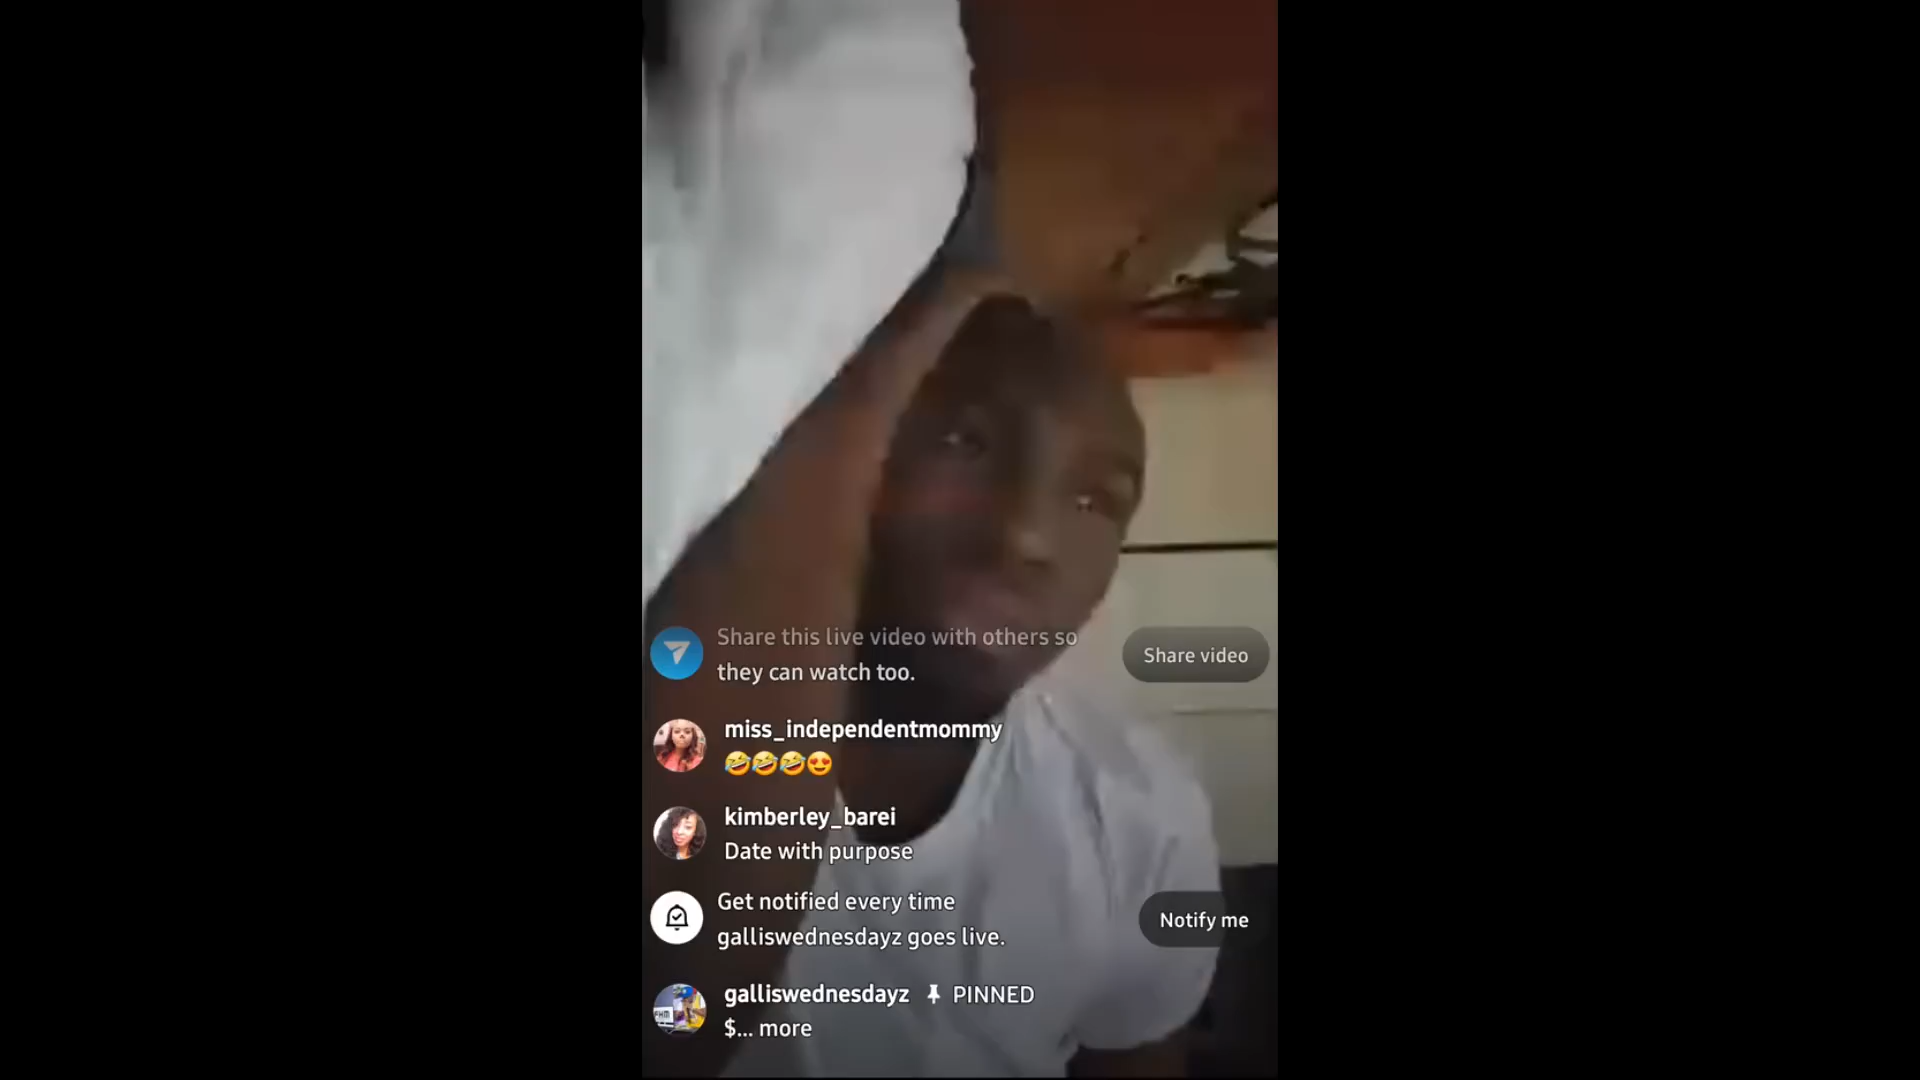 Share this live video with others so
they can watch too.
Share video
miss_independentmommy
🤣🤣🤣😍
kimberley_barei
Date with purpose
Get notified every time
galliswednesdayz goes live.
Notify me
galliswednesdayz PINNED
$... more
FHM